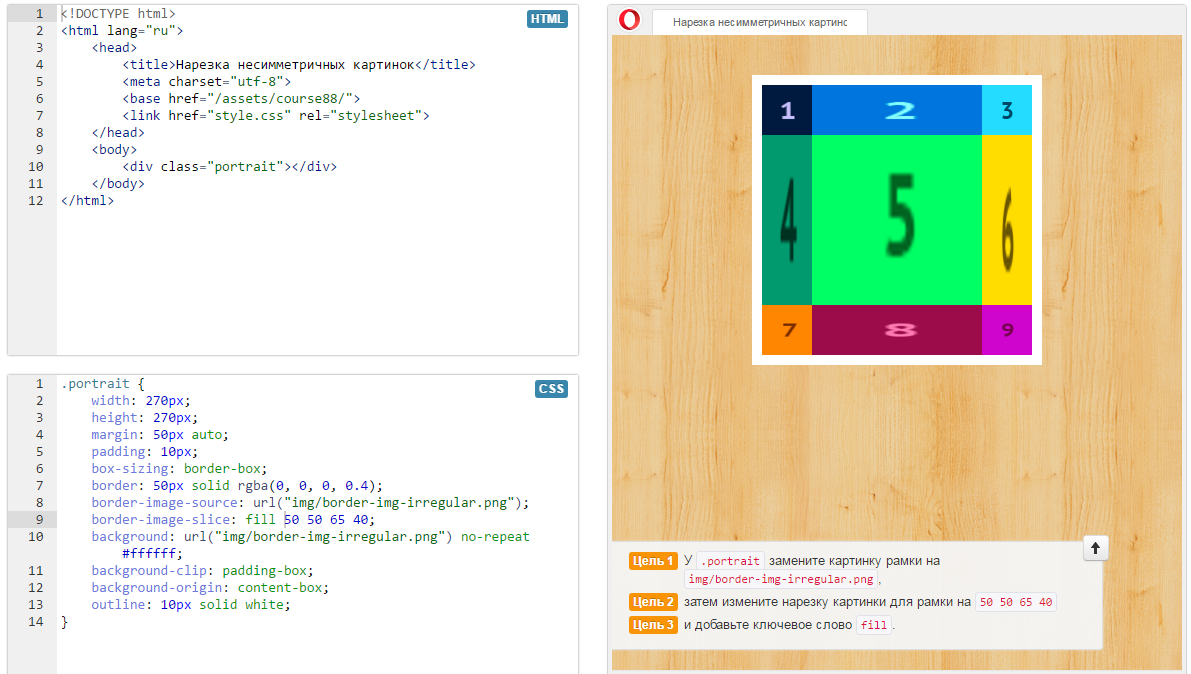 1 <!DOCTYPE html>
HTML
2 <html lang="ru">
3 <head>
4 <title>Нарезка несимметричных картинок</title>
5 <meta charset="utf-8">
6 <base href="/assets/course88/">
7 <link href="style.css" rel="stylesheet">
8 </head>
9 <body>
10 <div class="portrait"></div>
11 </body>
12 </html>
1 .portrait {
CSS
2 width: 270px;
3 height: 270px;
4 margin: 50px auto;
5 padding: 10px;
6 box-sizing: border-box;
7 border: 50px solid rgba(0, 0, 0, 0.4);
8 border-image-source: url("img/border-img-irregular.png");
9 border-image-slice: fill 50 50 65 40;
10 background: url("img/border-img-irregular.png") no-repeat
#ffffff;
11 background-clip: padding-box;
12 background-origin: content-box;
13 outline: 10px solid white;
14 }
Нарезка несимметричных картинс
1 2 3
4 5 6
7 8 9
Цель 1 У .portrait замените картинку рамки на
img/border-img-irregular.png,
Цель 2 затем измените нарезку картинки для рамки на 50 50 65 40
Цель 3 и добавьте ключевое слово fill.